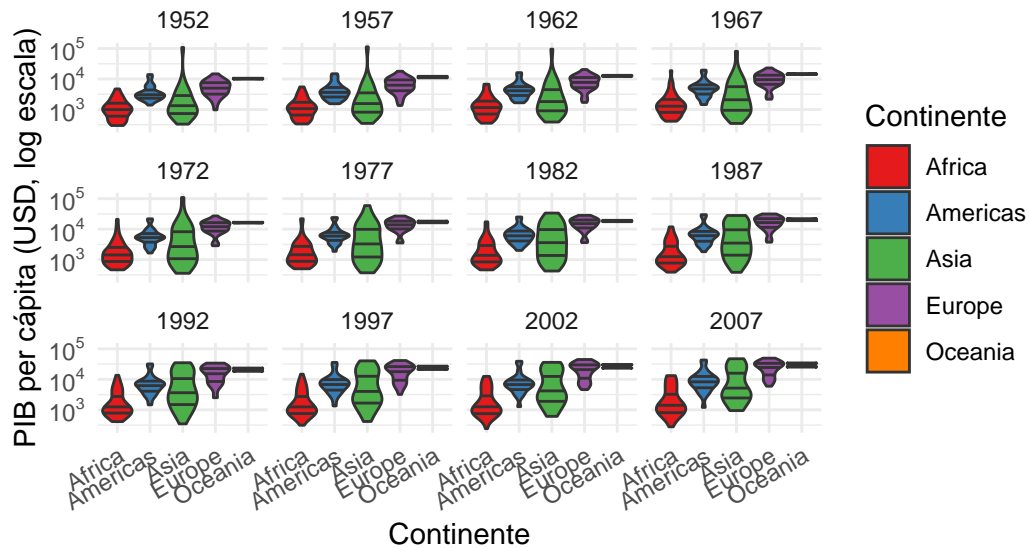 PIB per cápita (USD, log escala)
1952 1957 1962 1967
10^5
10^4
10^3
1972 1977 1982 1987
10^5
10^4
10^3
1992 1997 2002 2007
10^5
10^4
10^3
Africa Americas Asia Europe Oceania Africa Americas Asia Europe Oceania Africa Americas Asia Europe Oceania Africa Americas Asia Europe Oceania
Continente
Continente
Africa
Americas
Asia
Europe
Oceania